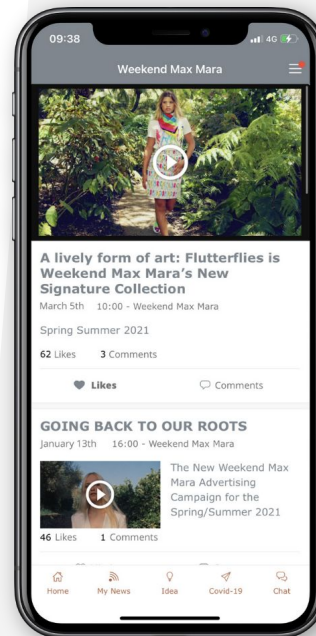 09:38
4G
Weekend Max Mara
A lively form of art: Flutterflies is
Weekend Max Mara's New
Signature Collection
March 5th 10:00 - Weekend Max Mara
Spring Summer 2021
62 Likes 3 Comments
Likes Comments
GOING BACK TO OUR ROOTS
January 13th 16:00 - Weekend Max Mara
The New Weekend Max
Mara Advertising
Campaign for the
Spring/Summer 2021
46 Likes 1 Comments
Home My News Idea Covid-19 Chat